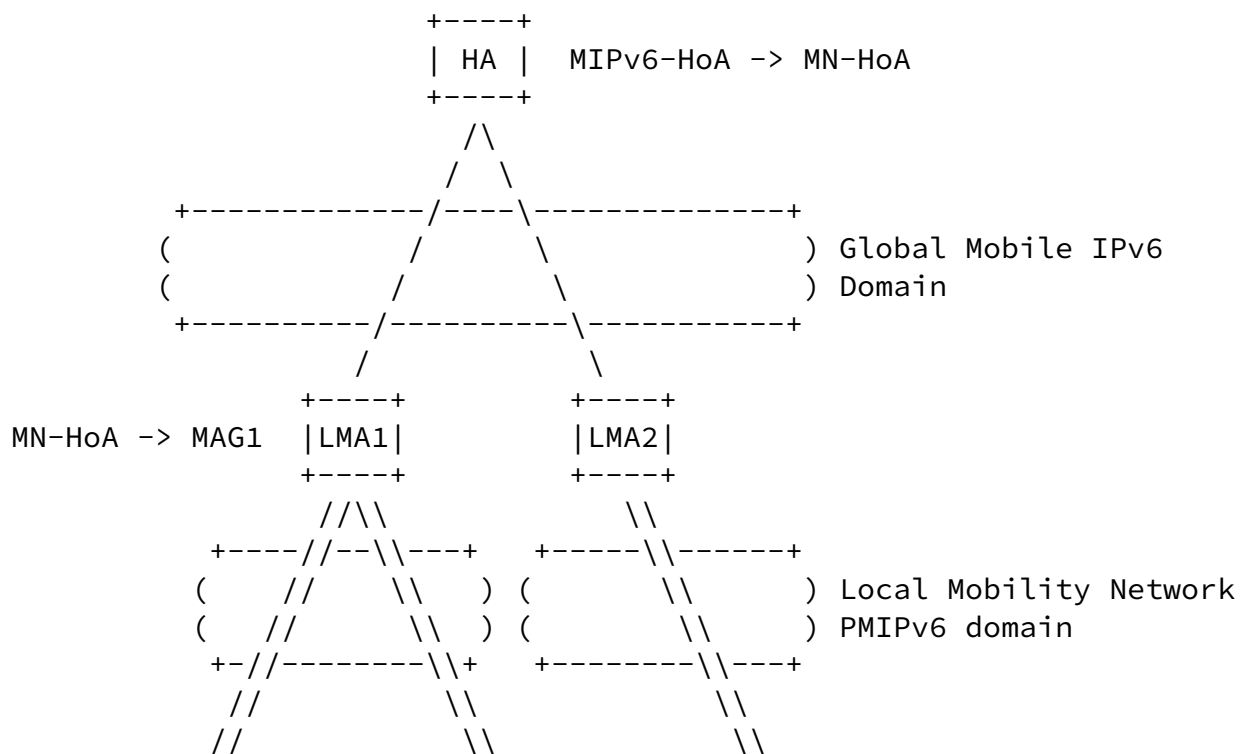 | HA | MIPv6-HoA -> MN-HoA
Global Mobile IPv6
Domain
MN-HoA -> MAG1 |LMA1| |LMA2|
Local Mobility Network
PMIPv6 domain